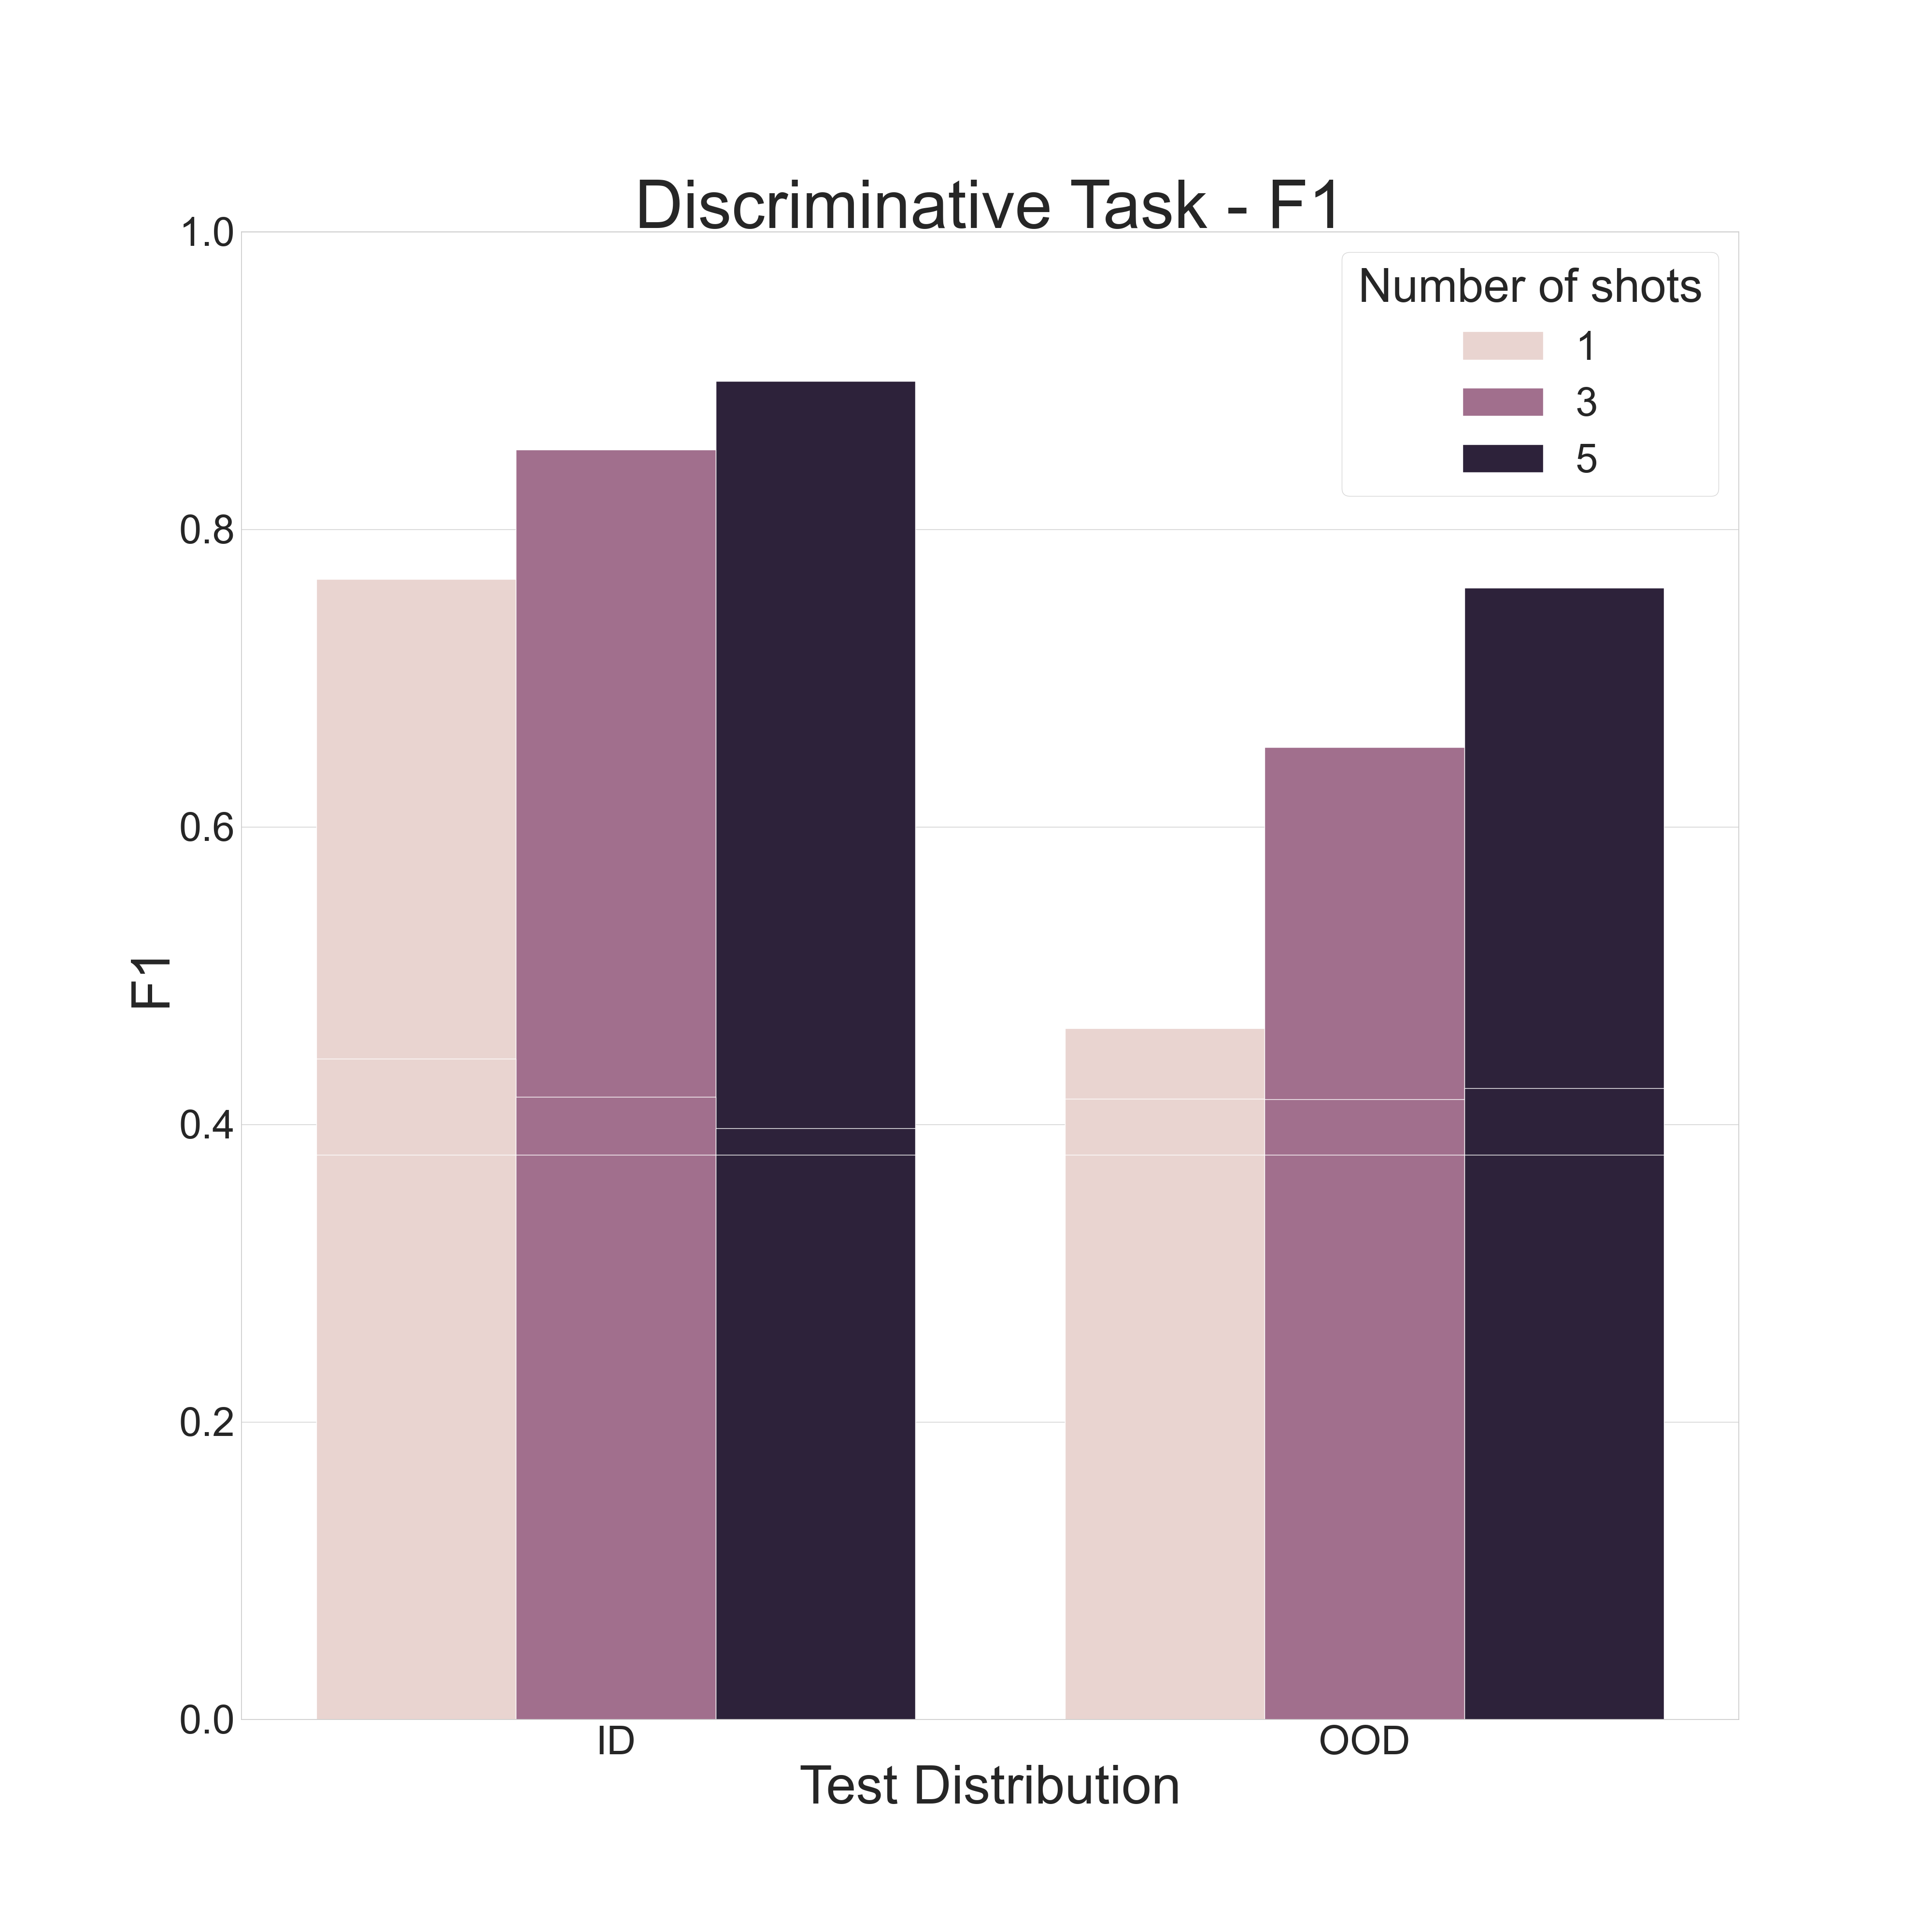 Discriminative Task - F1
Number of shots
1
3
5
1.0
0.8
0.6
0.4
0.2
0.0
F1
ID
OOD
Test Distribution